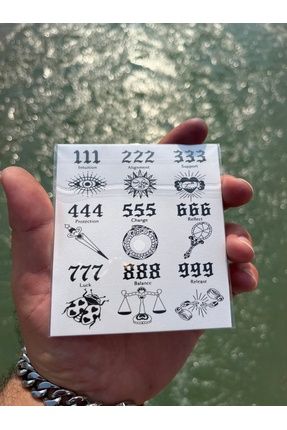 111 222 333
Intuition Alignment Support
444 555 666
Protection Change Reflect
777 888 999
Luck Balance Release